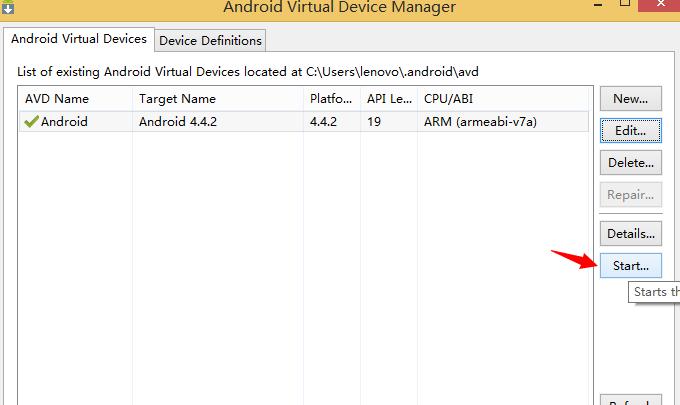 Android Virtual Device Manager
Android Virtual Devices
Device Definitions
List of existing Android Virtual Devices located at C:\Users\lenovo\.android\avd
AVD Name Target Name Platfo... API Le... CPU/ABI
Android Android 4.4.2 4.4.2 19 ARM (armeabi-v7a)
New...
Edit...
Delete...
Repair...
Details...
Start...
Starts th